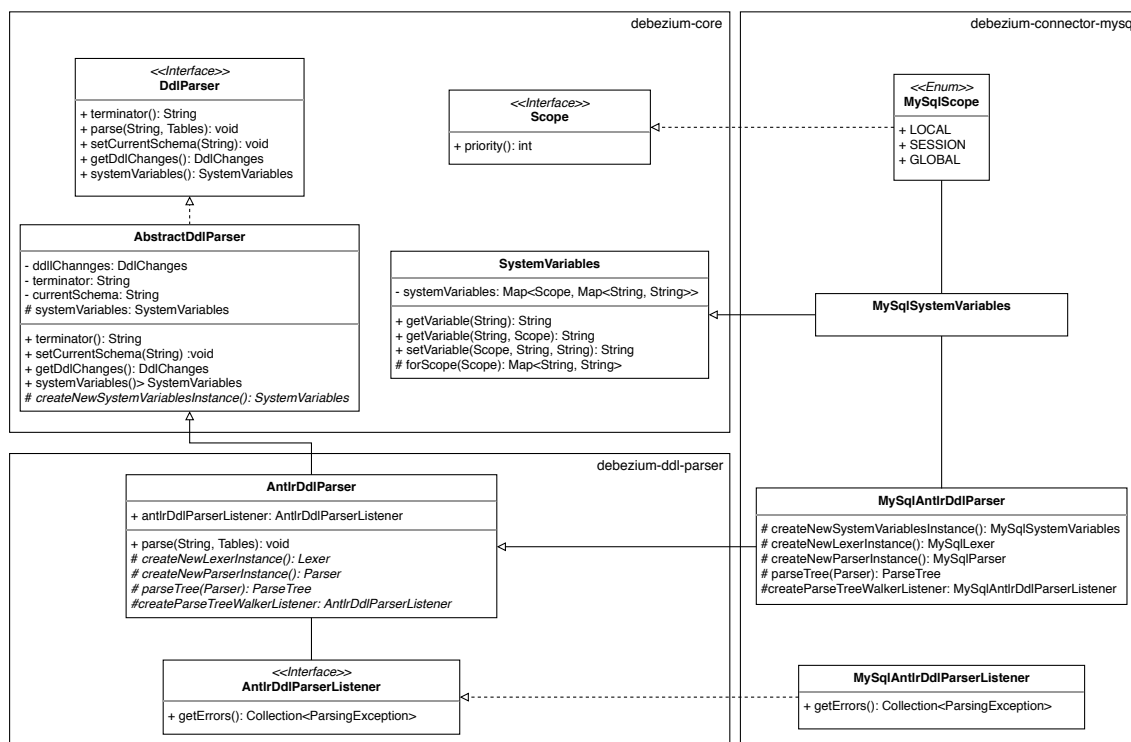 debezium-core
<<Interface>>
DdlParser
+ terminator(): String
+ parse(String, Tables): void
+ setCurrentSchema(String): void
+ getDdlChanges(): DdlChanges
+ systemVariables(): SystemVariables
<<Interface>>
Scope
+ priority(): int
AbstractDdlParser
- ddllChannges: DdlChanges
- terminator: String
- currentSchema: String
# systemVariables: SystemVariables
+ terminator(): String
+ setCurrentSchema(String) :void
+ getDdlChanges(): DdlChanges
+ systemVariables()> SystemVariables
# createNewSystemVariablesInstance(): SystemVariables
SystemVariables
- systemVariables: Map<Scope, Map<String, String>>
+ getVariable(String): String
+ getVariable(String, Scope): String
+ setVariable(Scope, String, String): String
# forScope(Scope): Map<String, String>
debezium-ddl-parser
AntlrDdlParser
+ antlrDdlParserListener: AntlrDdlParserListener
+ parse(String, Tables): void
# createNewLexerInstance(): Lexer
# createNewParserInstance(): Parser
# parseTree(Parser): ParseTree
#createParseTreeWalkerListener: AntlrDdlParserListener
<<Interface>>
AntlrDdlParserListener
+ getErrors(): Collection<ParsingException>
debezium-connector-mysql
<<Enum>>
MySqlScope
+ LOCAL
+ SESSION
+ GLOBAL
MySqlSystemVariables
MySqlAntlrDdlParser
# createNewSystemVariablesInstance(): MySqlSystemVariables
# createNewLexerInstance(): MySqlLexer
# createNewParserInstance(): MySqlParser
# parseTree(Parser): ParseTree
#createParseTreeWalkerListener: MySqlAntlrDdlParserListener
MySqlAntlrDdlParserListener
+ getErrors(): Collection<ParsingException>